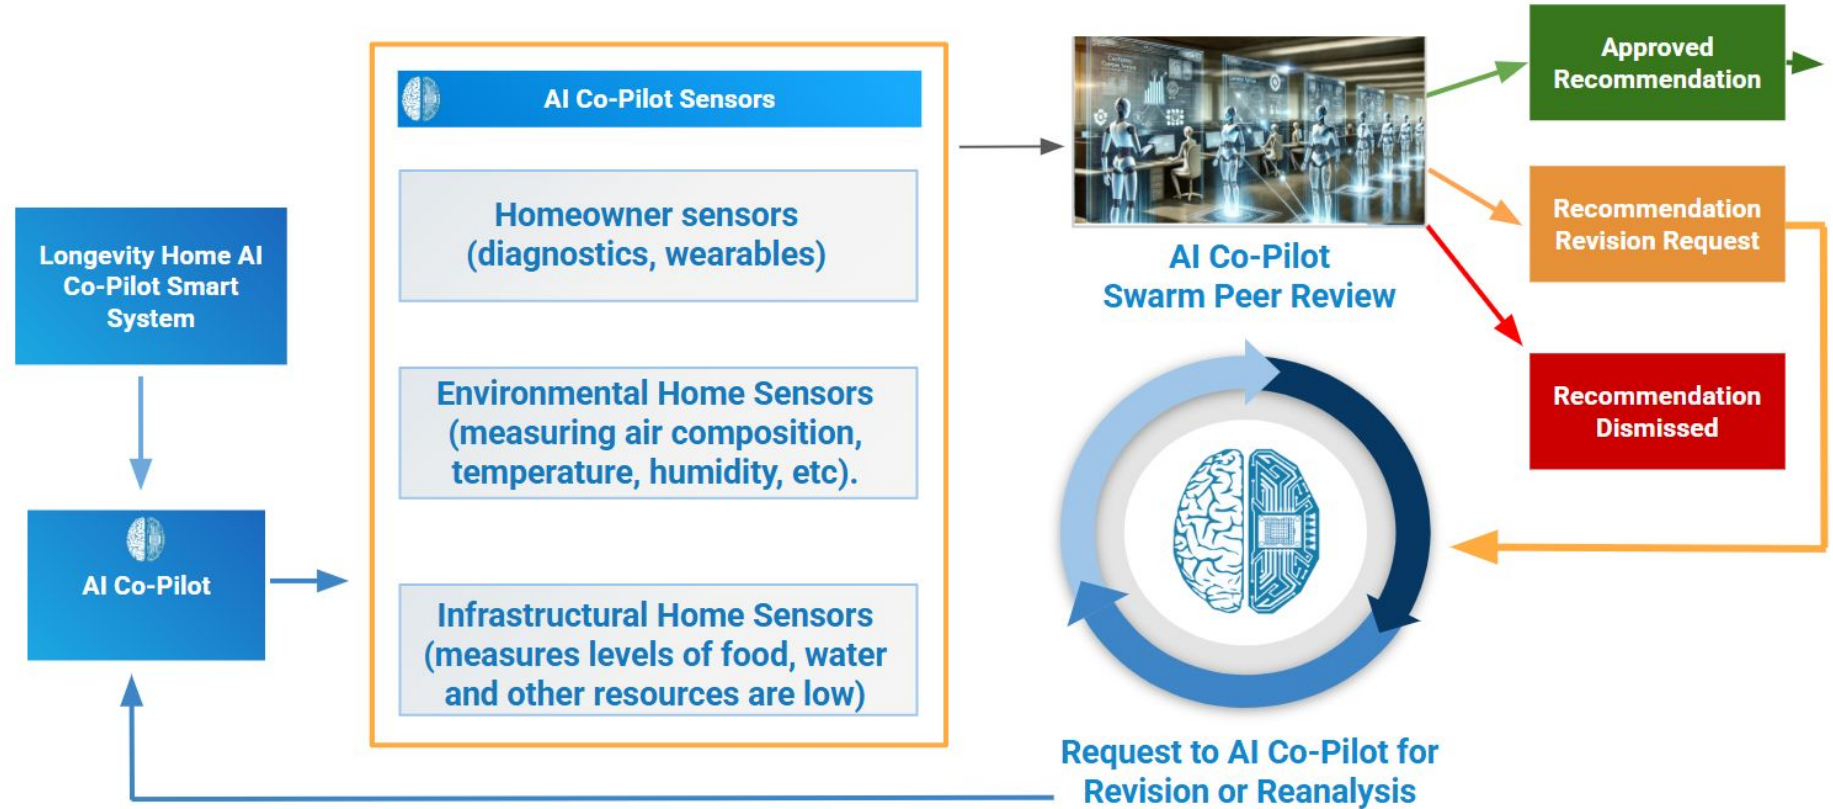 Longevity Home AI
Co-Pilot Smart
System
AI Co-Pilot
AI Co-Pilot Sensors
Homeowner sensors
(diagnostics, wearables)
Environmental Home Sensors
(measuring air composition,
temperature, humidity, etc).
Infrastructural Home Sensors
(measures levels of food, water
and other resources are low)
AI Co-Pilot
Swarm Peer Review
Approved
Recommendation
Recommendation
Revision Request
Recommendation
Dismissed
Request to AI Co-Pilot for
Revision or Reanalysis